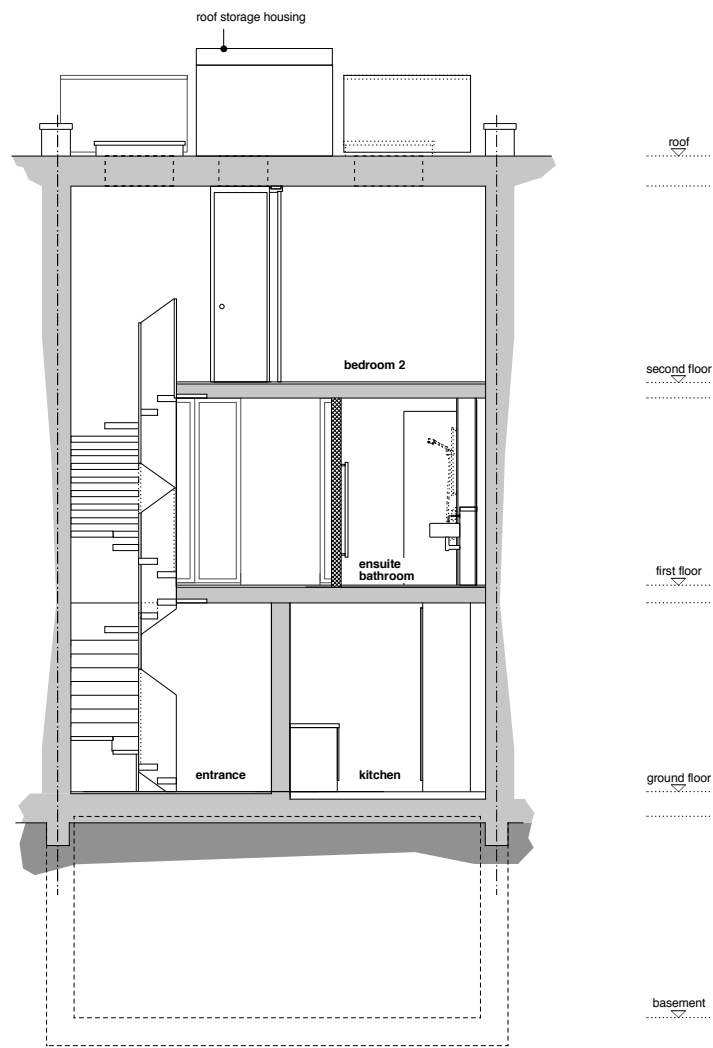 roof storage housing
roof
second floor
bedroom 2
first floor
ensuite
bathroom
ground floor
entrance
kitchen
basement